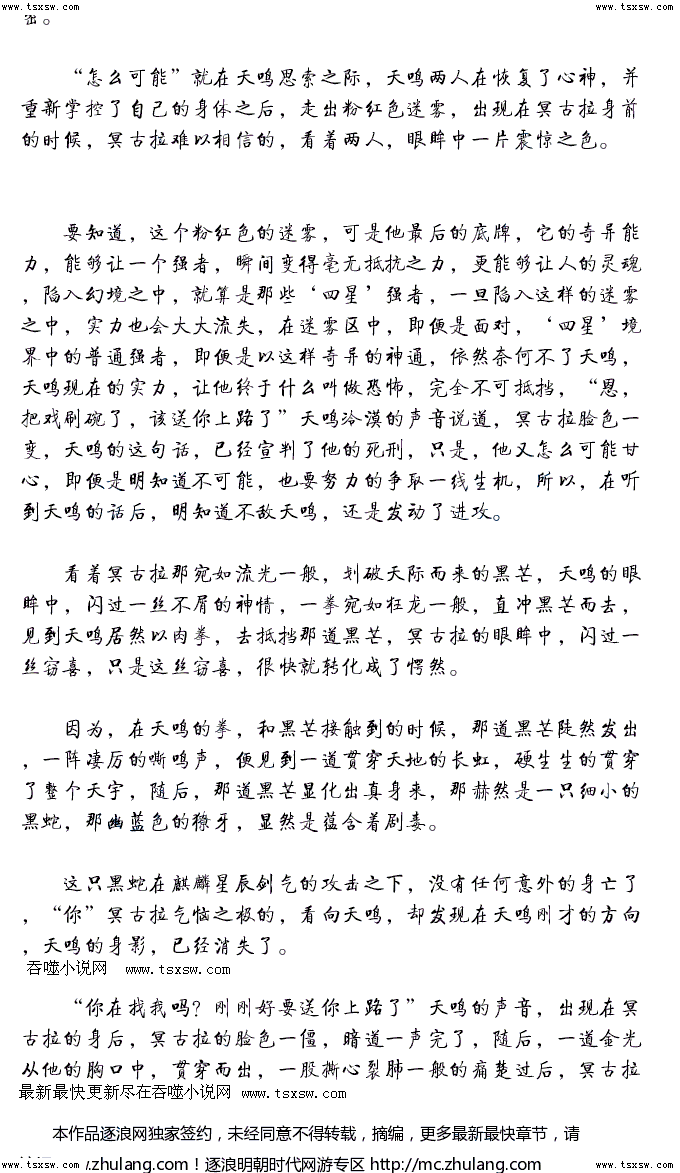 www.tsxsw.com www.tsxsw.com
密。
“怎么可能”就在天鸣思索之际，天鸣两人在恢复了心神，并
重新掌控了自己的身体之后，走出粉红色迷雾，出现在冥古拉身前
的时候，冥古拉难以相信的，看着两人，眼眸中一片震惊之色。
要知道，这个粉红色的迷雾，可是他最后的底牌，它的奇异能
力，能够让一个强者，瞬间变得毫无抵抗之力，更能够让人的灵魂
，陷入幻境之中，就算是那些‘四星’强者，一旦陷入这样的迷雾
之中，实力也会大大流失，在迷雾区中，即便是面对，‘四星’境
界中的普通强者，即便是以这样奇异的神通，依然奈何不了天鸣，
天鸣现在的实力，让他终于什么叫做恐怖，完全不可抵挡，“恩，
把戏刷碗了，该送你上路了”天鸣冷漠的声音说道，冥古拉脸色一
变，天鸣的这句话，已经宣判了他的死刑，只是，他又怎么可能甘
心，即便是明知道不可能，也要努力的争取一线生机，所以，在听
到天鸣的话后，明知道不敌天鸣，还是发动了进攻。
看着冥古拉那宛如流光一般，划破天际而来的黑芒，天鸣的眼
眸中，闪过一丝不屑的神情，一拳宛如狂龙一般，直冲黑芒而去，
见到天鸣居然以肉拳，去抵挡那道黑芒，冥古拉的眼眸中，闪过一
丝窃喜，只是这丝窃喜，很快就转化成了愕然。
因为，在天鸣的拳，和黑芒接触到的时候，那道黑芒陡然发出
，一阵凄厉的嘶鸣声，便见到一道贯穿天地的长虹，硬生生的贯穿
了整个天宇，随后，那道黑芒显化出真身来，那赫然是一只细小的
黑蛇，那幽蓝色的獠牙，显然是蕴含着剧毒。
这只黑蛇在麒麟星辰剑气的攻击之下，没有任何意外的身亡了
，“你”冥古拉气恼之极的，看向天鸣，却发现在天鸣刚才的方向
，天鸣的身影，已经消失了。
吞噬小说网 www.tsxsw.com
“你在找我吗？刚刚好要送你上路了”天鸣的声音，出现在冥
古拉的身后，冥古拉的脸色一僵，暗道一声完了，随后，一道金光
从他的胸口中，贯穿而出，一股撕心裂肺一般的痛楚过后，冥古拉
最新最快更新尽在吞噬小说网 www.tsxsw.com
本作品逐浪网独家签约，未经同意不得转载，摘编，更多最新最快章节，请
www.zhulang.com！逐浪明朝时代网游专区 http://mc.zhulang.com
www.tsxsw.com www.tsxsw.com